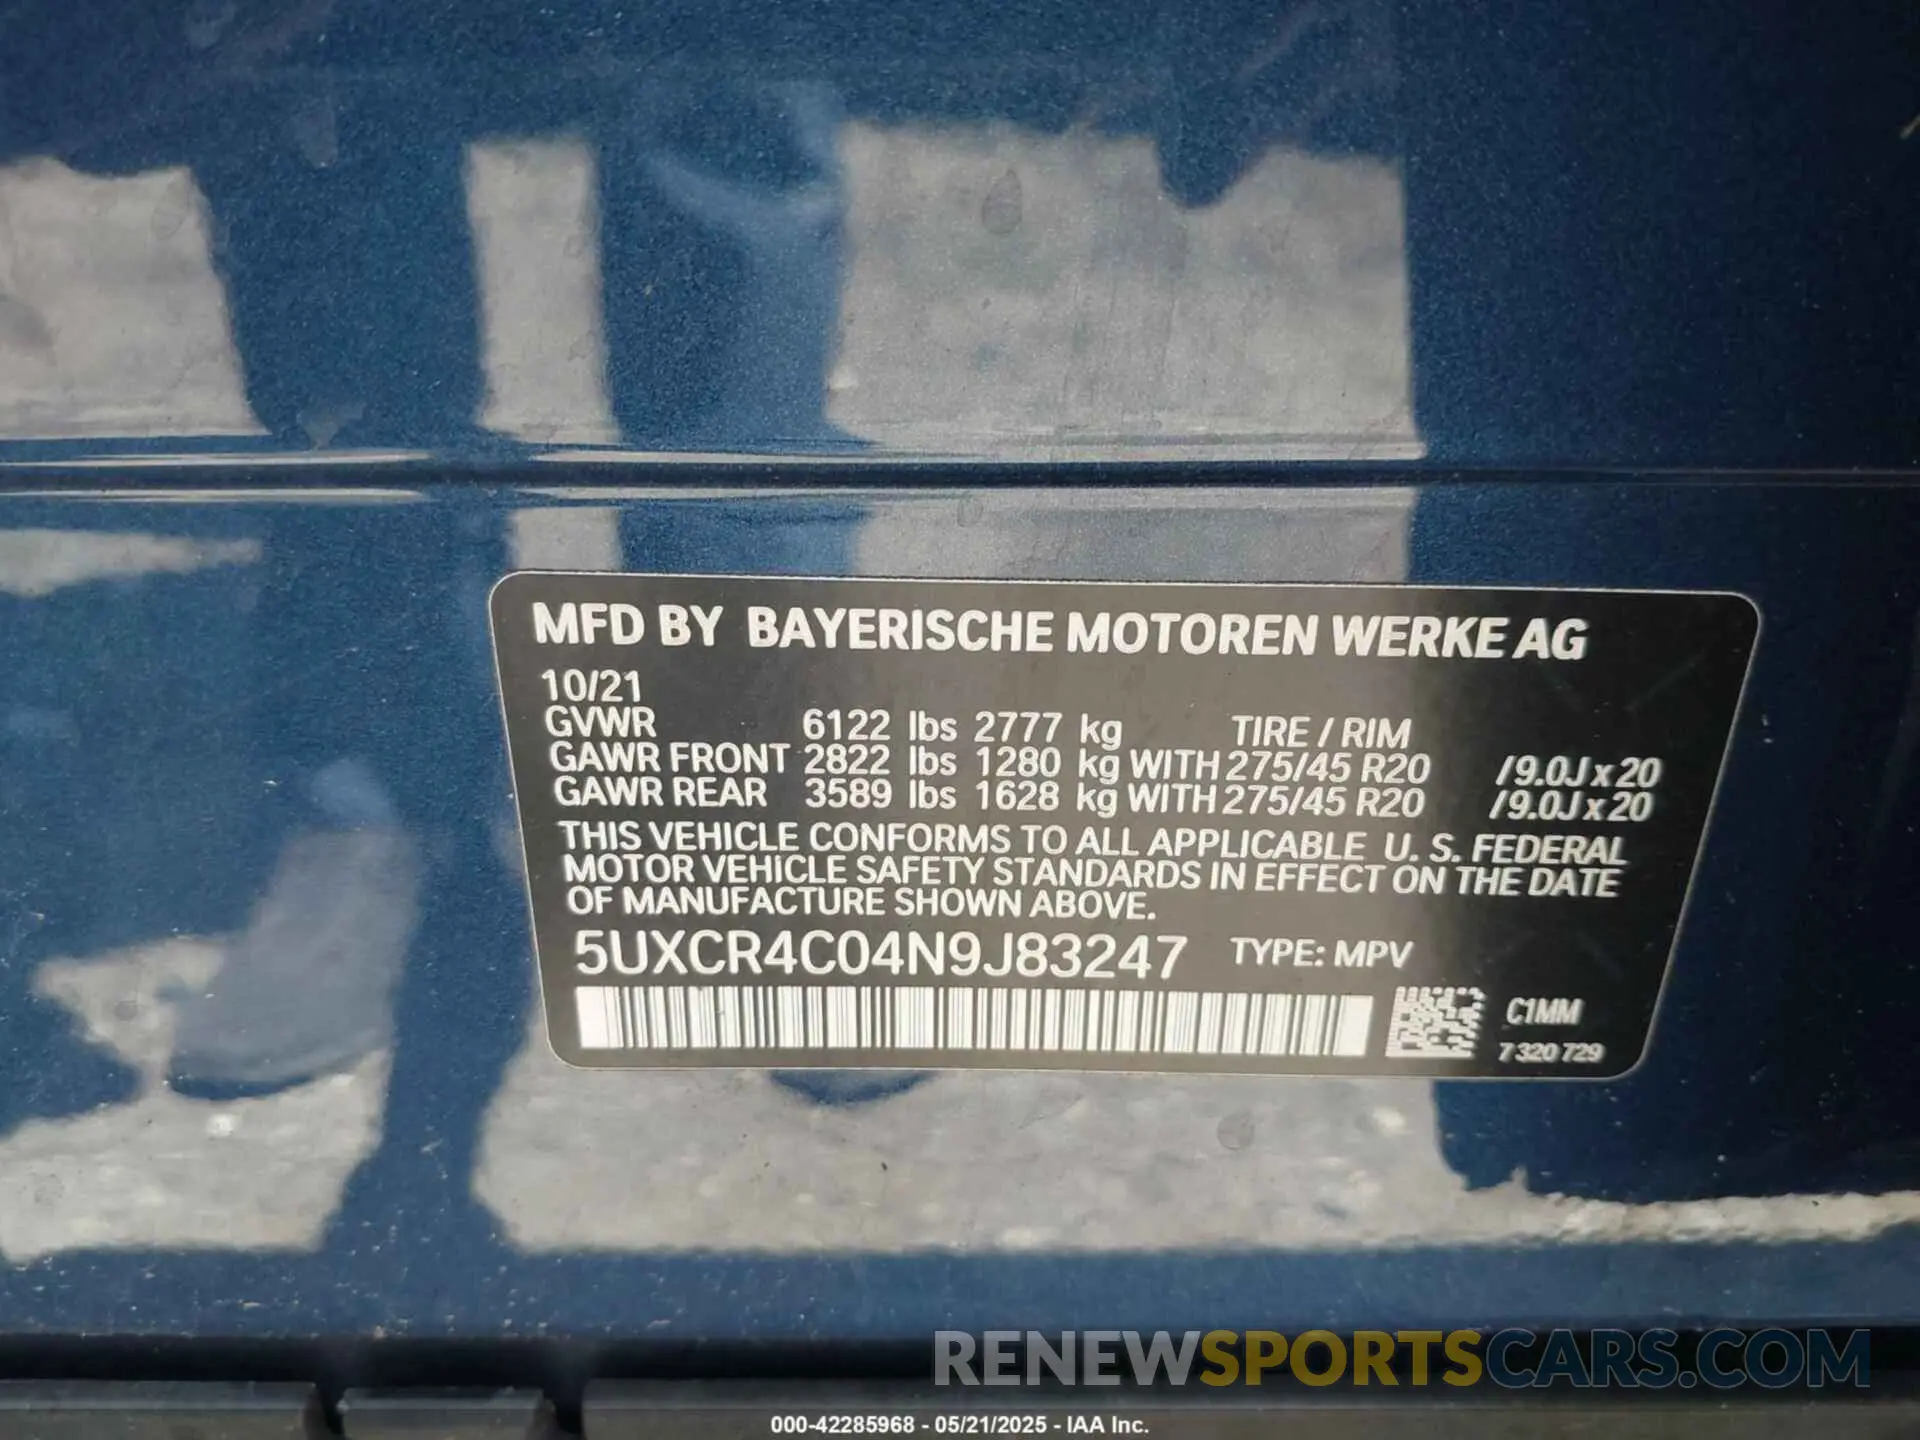 MFD BY BAYERISCHE MOTOREN WERKE AG
10/21
GVWR 6122 lbs 2777 kg TIRE / RIM
GAWR FRONT 2822 lbs 1280 kg WITH 275/45 R20 /9.0J x 20
GAWR REAR 3589 lbs 1628 kg WITH 275/45 R20 /9.0J x 20
THIS VEHICLE CONFORMS TO ALL APPLICABLE U. S. FEDERAL
MOTOR VEHICLE SAFETY STANDARDS IN EFFECT ON THE DATE
OF MANUFACTURE SHOWN ABOVE.
5UXCR4C04N9J83247 TYPE: MPV
C1MM
7 320 729
RENEWSPORTSCARS.COM
000-42285968 - 05/21/2025 - IAA Inc.